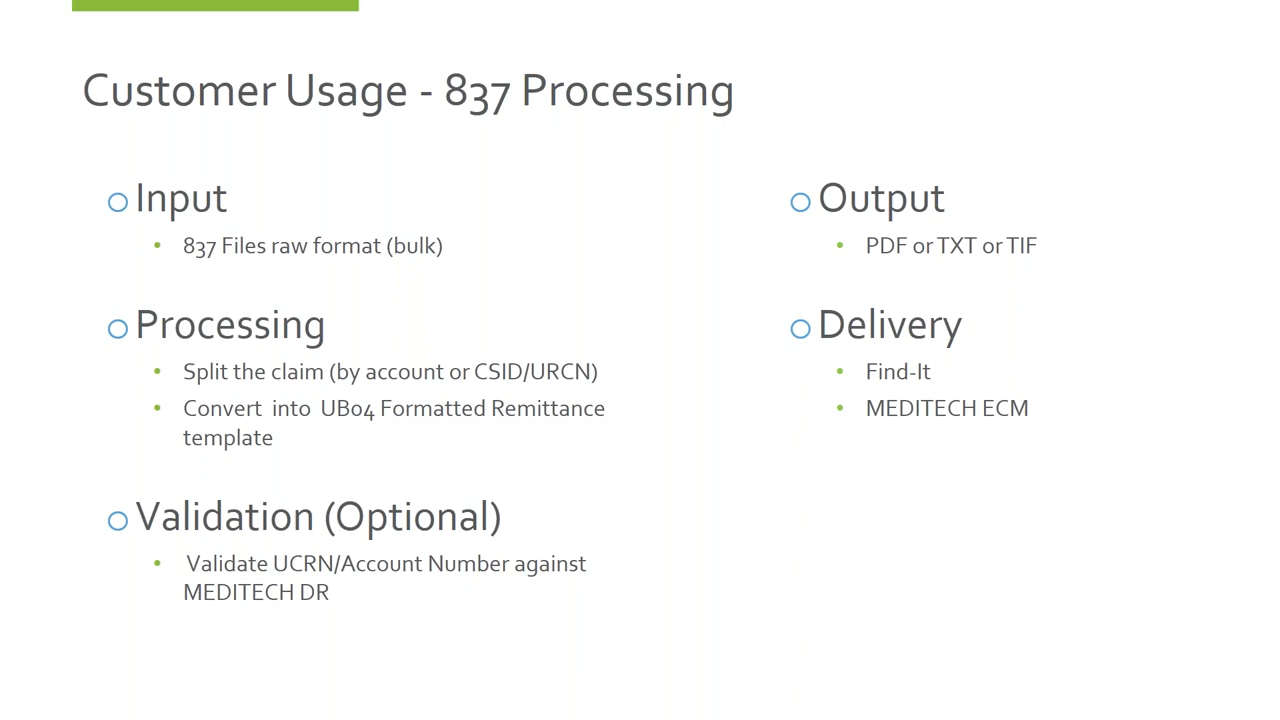 Customer Usage - 837 Processing
Input
• 837 Files raw format (bulk)
Processing
• Split the claim (by account or CSID/URCN)
• Convert into UB04 Formatted Remittance
template
Validation (Optional)
• Validate UCRN/Account Number against
MEDITECH DR
Output
• PDF or TXT or TIF
Delivery
• Find-It
• MEDITECH ECM